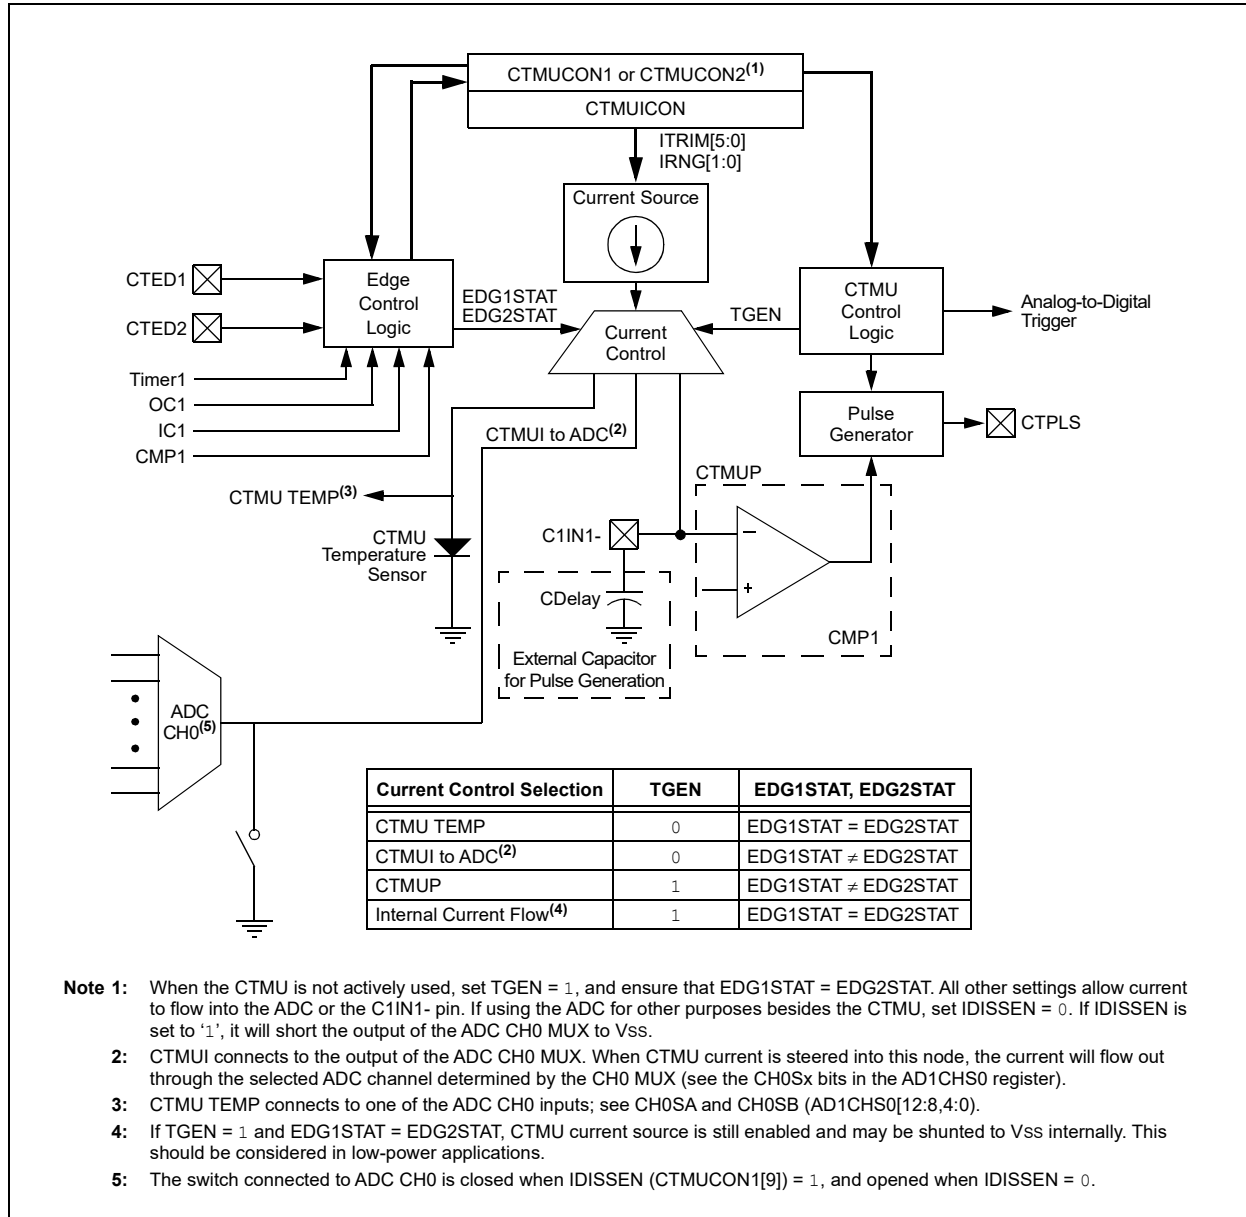 CTMUCON1 or CTMUCON2(1)
CTMUICON
ITRIM[5:0]
IRNG[1:0]
Current Source
CTED1
CTED2
Edge
Control
Logic
EDG1STAT
EDG2STAT
Current
Control
TGEN
CTMU
Control
Logic
Analog-to-Digital
Trigger
Timer1
OC1
IC1
CMP1
Pulse
Generator
CTPLS
CTMUI to ADC(2)
CTMUP
CTMU TEMP(3)
CTMU
Temperature
Sensor
C1IN1-
–
+
CDelay
CMP1
External Capacitor
for Pulse Generation
ADC
CH0(5)
Current Control Selection TGEN EDG1STAT, EDG2STAT
CTMU TEMP 0 EDG1STAT = EDG2STAT
CTMUI to ADC(2) 0 EDG1STAT ≠ EDG2STAT
CTMUP 1 EDG1STAT ≠ EDG2STAT
Internal Current Flow(4) 1 EDG1STAT = EDG2STAT
Note 1: When the CTMU is not actively used, set TGEN = 1, and ensure that EDG1STAT = EDG2STAT. All other settings allow current
to flow into the ADC or the C1IN1- pin. If using the ADC for other purposes besides the CTMU, set IDISSEN = 0. If IDISSEN is
set to ‘1’, it will short the output of the ADC CH0 MUX to VSS.
2: CTMUI connects to the output of the ADC CH0 MUX. When CTMU current is steered into this node, the current will flow out
through the selected ADC channel determined by the CH0 MUX (see the CH0Sx bits in the AD1CHS0 register).
3: CTMU TEMP connects to one of the ADC CH0 inputs; see CH0SA and CH0SB (AD1CHS0[12:8,4:0).
4: If TGEN = 1 and EDG1STAT = EDG2STAT, CTMU current source is still enabled and may be shunted to VSS internally. This
should be considered in low-power applications.
5: The switch connected to ADC CH0 is closed when IDISSEN (CTMUCON1[9]) = 1, and opened when IDISSEN = 0.